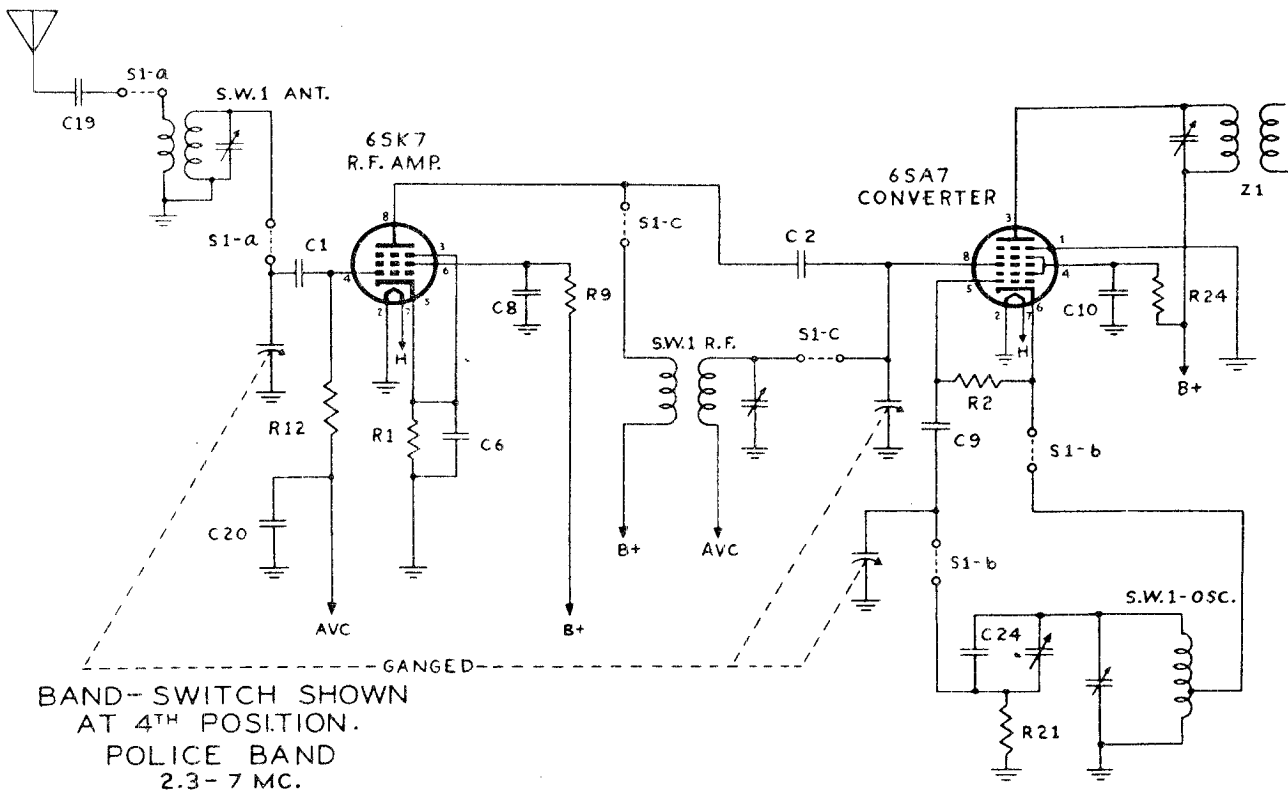 S1-a
C19
S.W.1 ANT.
6SK7
R.F. AMP.
8
3
6
4
5
2
7
H
S1-a
C1
C8
R9
R12
R1
C6
C20
AVC
B+
S1-C
C2
S.W.1 R.F.
S1-C
B+
AVC
6SA7
CONVERTER
3
1
8
4
5
6
2
7
H
C10
R24
Z1
B+
R2
C9
S1-b
S1-b
S.W.1-OSC.
C24
R21
GANGED
BAND-SWITCH SHOWN
AT 4TH POSITION.
POLICE BAND
2.3-7 MC.